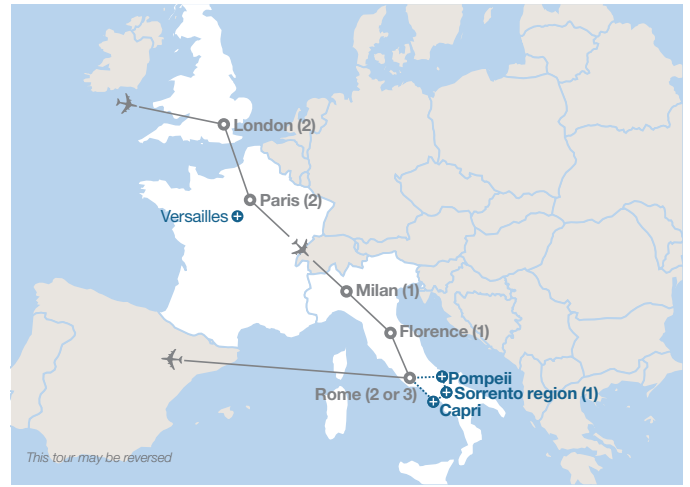 London (2)
Paris (2)
Versailles
Milan (1)
Florence (1)
Pompeii
Rome (2 or 3)
Sorrento region (1)
Capri
This tour may be reversed